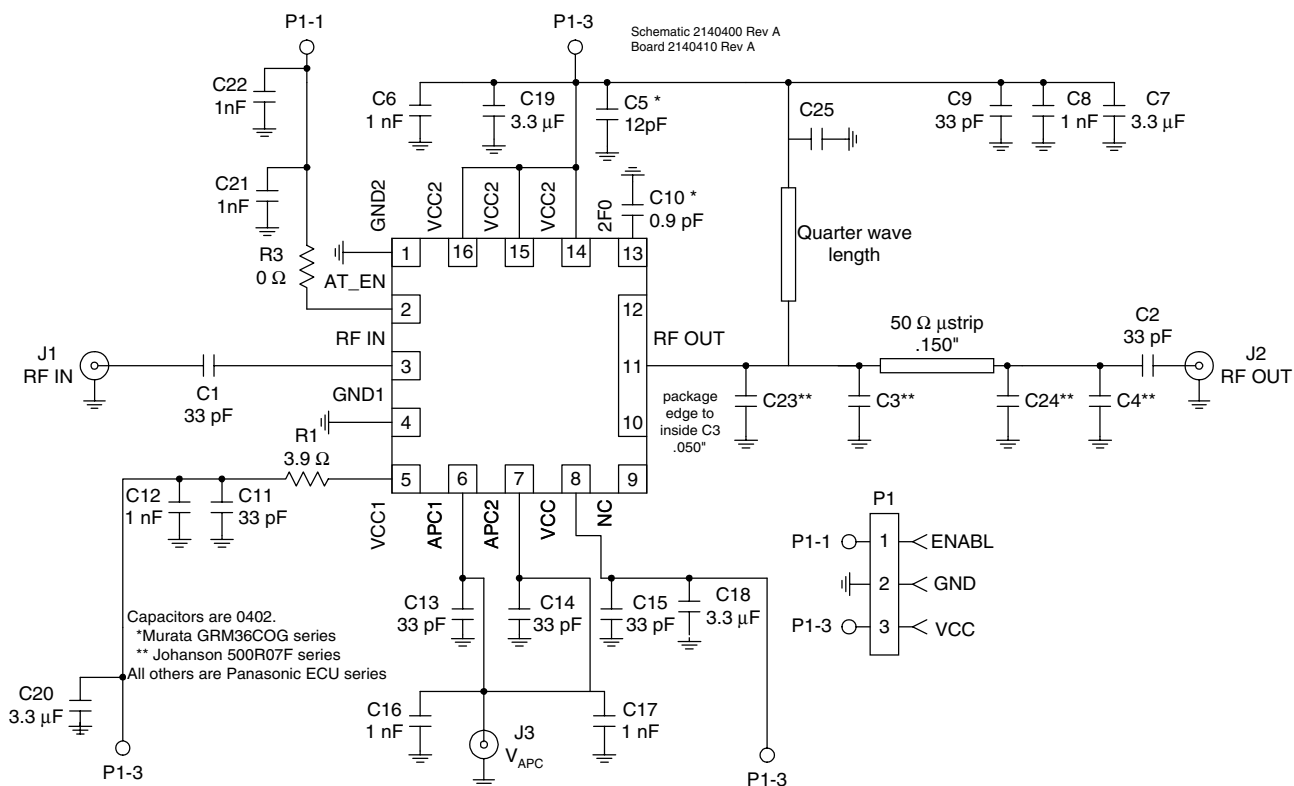 P1-1
P1-3
Schematic 2140400 Rev A
Board 2140410 Rev A
C22
1nF
C6
1 nF
C19
3.3 µF
C5 *
12pF
C25
C9
33 pF
C8
1 nF
C7
3.3 µF
C21
1nF
GND2
VCC2
VCC2
VCC2
2F0
C10 *
0.9 pF
R3
0 Ω
AT_EN
1
16
15
14
13
Quarter wave
length
2
12
RF IN
RF OUT
50 Ω µstrip
.150"
C2
33 pF
J1
RF IN
3
11
J2
RF OUT
C1
33 pF
GND1
package
edge to
inside C3
.050"
C23**
C3**
C24**
C4**
4
10
R1
3.9 Ω
5
6
7
8
9
C12
1 nF
C11
33 pF
VCC1
APC1
APC2
VCC
NC
P1
P1-1
1
ENABL
2
GND
P1-3
3
VCC
C13
33 pF
C14
33 pF
C15
33 pF
C18
3.3 µF
Capacitors are 0402.
*Murata GRM36COG series
** Johanson 500R07F series
All others are Panasonic ECU series
C20
3.3 µF
C16
1 nF
J3
VAPC
C17
1 nF
P1-3
P1-3